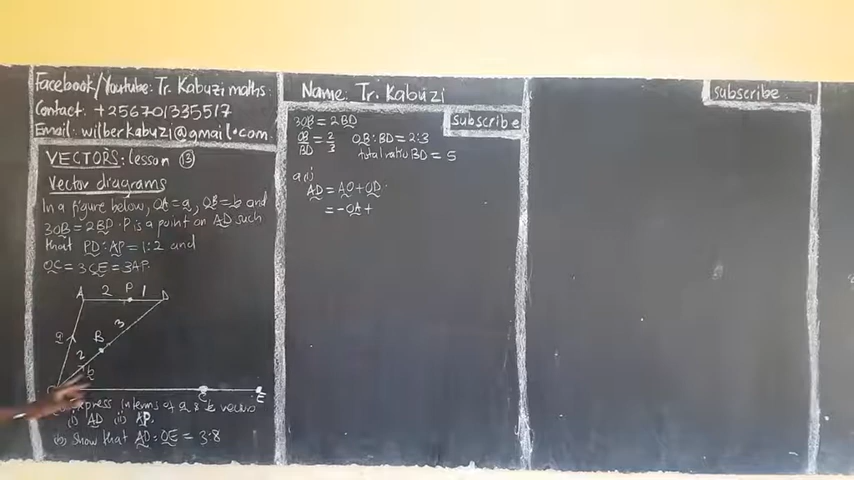 Facebook/Youtube: Tr. Kabuzi maths.
Contact: +256701335517
Email: wilberkabuzi@gmail.com
VECTORS: Lesson 13
Vector diagrams
In a figure below, OA = a, OB = b and
3OB = 2BD. P is a point on AD such
that PD : AP = 1:2 and
OC = 3CE = 3AP.
A 2 P 1 D
3
B
a
2
b
C E
express interms of a & b vectors
(i) AD (ii) AP.
(b) show that AD : OE = 3:8
Name: Tr. Kabuzi
subscribe
3OB = 2BD
OB/BD = 2/3 OB : BD = 2:3
total ratio BD = 5
a(i)
AD = AO + OD
= -OA +
subscribe